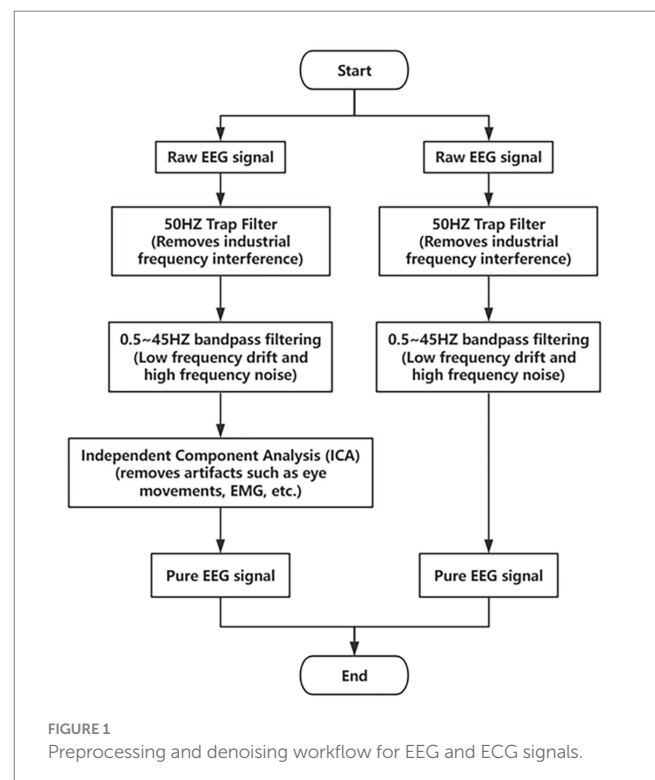 Start
Raw EEG signal
Raw EEG signal
50HZ Trap Filter
(Removes industrial
frequency interference)
50HZ Trap Filter
(Removes industrial
frequency interference)
0.5~45HZ bandpass filtering
(Low frequency drift and
high frequency noise)
0.5~45HZ bandpass filtering
(Low frequency drift and
high frequency noise)
Independent Component Analysis (ICA)
(removes artifacts such as eye
movements, EMG, etc.)
Pure EEG signal
Pure EEG signal
End
FIGURE 1
Preprocessing and denoising workflow for EEG and ECG signals.